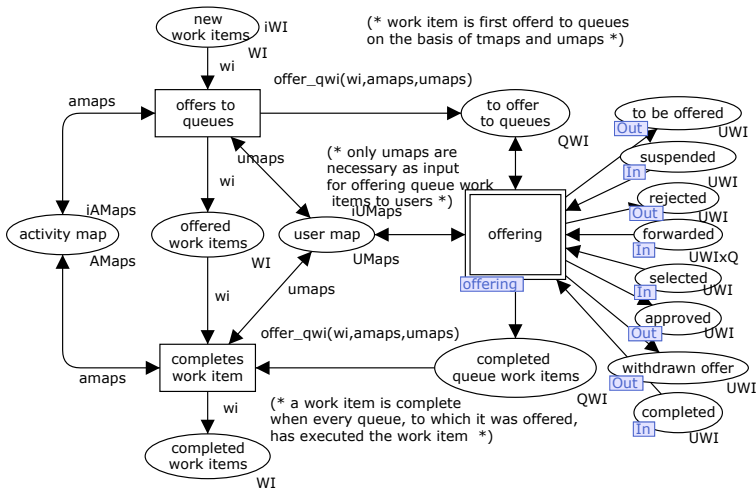 new
work items
iWI
WI
(* work item is first offerd to queues
on the basis of tmaps and umaps *)
wi
offer_qwi(wi,amaps,umaps)
amaps
offers to
queues
to offer
to queues
QWI
to be offered
Out
UWI
suspended
In
UWI
umaps
(* only umaps are
necessary as input
for offering queue work
items to users *)
wi
rejected
Out
UWI
iAMaps
activity map
AMaps
offered
work items
WI
iUMaps
user map
UMaps
offering
offering
forwarded
In
UWIxQ
selected
In
UWI
wi
umaps
approved
Out
UWI
offer_qwi(wi,amaps,umaps)
completes
work item
amaps
completed
queue work items
QWI
withdrawn offer
Out
UWI
wi
(* a work item is complete
when every queue, to which it was offered,
has executed the work item  *)
completed
In
UWI
completed
work items
WI